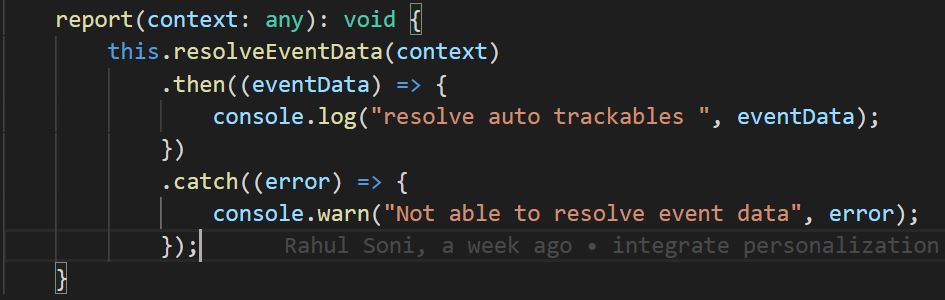 report(context: any): void {
this.resolveEventData(context)
.then((eventData) => {
console.log("resolve auto trackables ", eventData);
})
.catch((error) => {
console.warn("Not able to resolve event data", error);
}); Rahul Soni, a week ago • integrate personalization
}